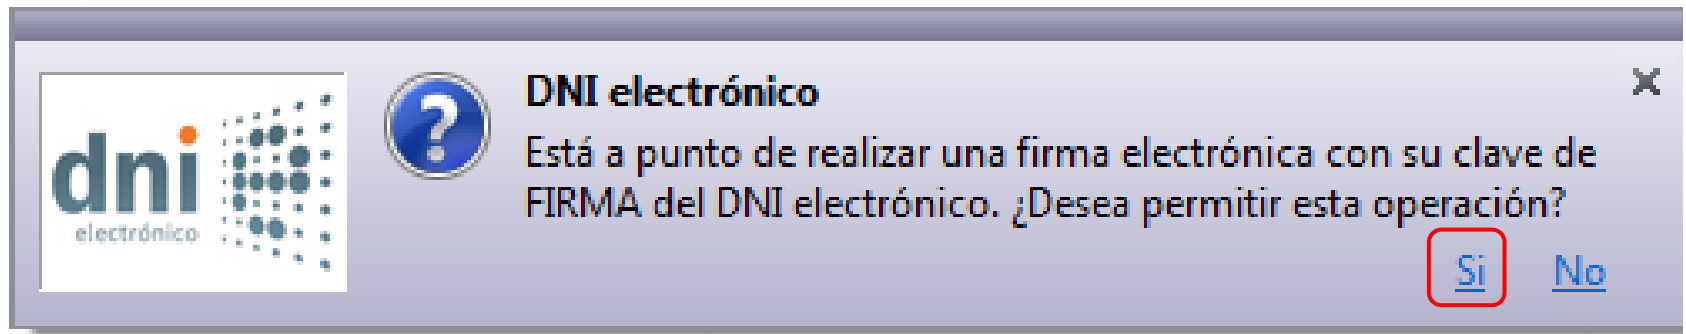 dni
electrónico
DNI electrónico
Está a punto de realizar una firma electrónica con su clave de
FIRMA del DNI electrónico. ¿Desea permitir esta operación?
Si No